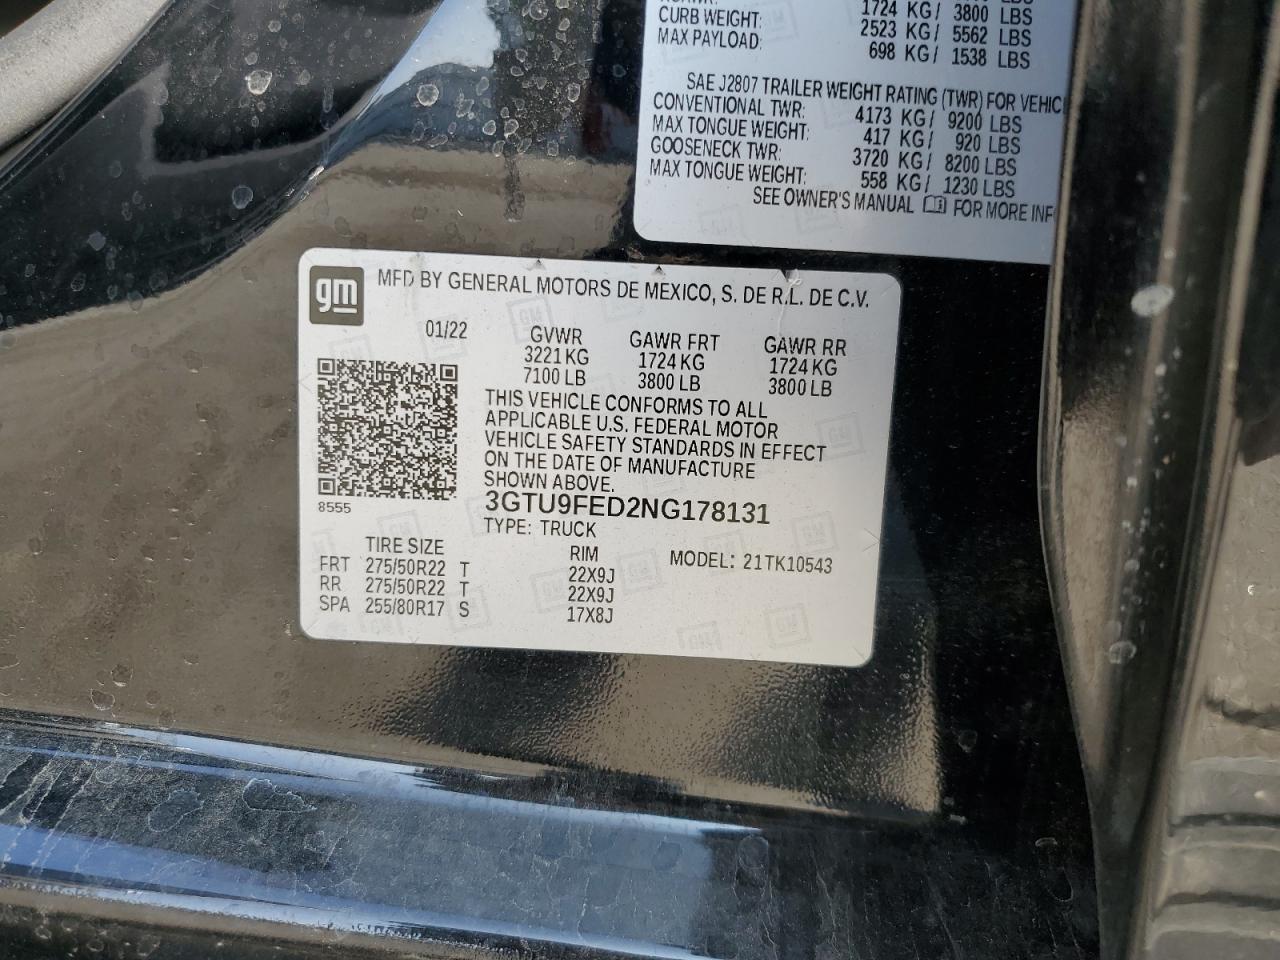 1724 KG/ 3800 LBS
CURB WEIGHT: 2523 KG/ 5562 LBS
MAX PAYLOAD: 698 KG/ 1538 LBS
SAE J2807 TRAILER WEIGHT RATING (TWR) FOR VEHICL
CONVENTIONAL TWR: 4173 KG/ 9200 LBS
MAX TONGUE WEIGHT: 417 KG/ 920 LBS
GOOSENECK TWR: 3720 KG/ 8200 LBS
MAX TONGUE WEIGHT: 558 KG/ 1230 LBS
SEE OWNER'S MANUAL FOR MORE INF
gm
MFD BY GENERAL MOTORS DE MEXICO, S. DE R.L. DE C.V.
01/22 GVWR GAWR FRT GAWR RR
3221 KG 1724 KG 1724 KG
7100 LB 3800 LB 3800 LB
THIS VEHICLE CONFORMS TO ALL
APPLICABLE U.S. FEDERAL MOTOR
VEHICLE SAFETY STANDARDS IN EFFECT
ON THE DATE OF MANUFACTURE
SHOWN ABOVE.
8555
3GTU9FED2NG178131
TYPE: TRUCK
TIRE SIZE RIM MODEL: 21TK10543
FRT 275/50R22 T 22X9J
RR 275/50R22 T 22X9J
SPA 255/80R17 S 17X8J